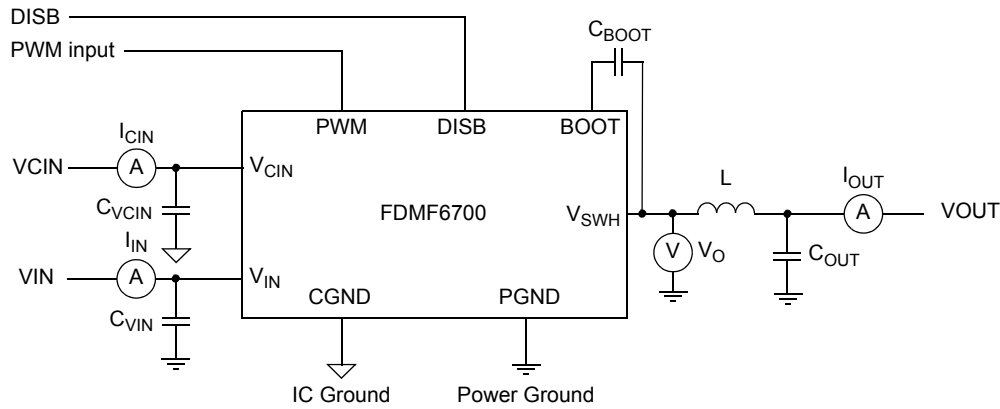 DISB
PWM input
C_BOOT
PWM DISB BOOT
I_CIN
VCIN A V_CIN
C_VCIN
FDMF6700
V_SWH
L
I_OUT
A VOUT
I_IN
VIN A V_IN
V V_O
C_OUT
C_VIN
CGND PGND
IC Ground Power Ground